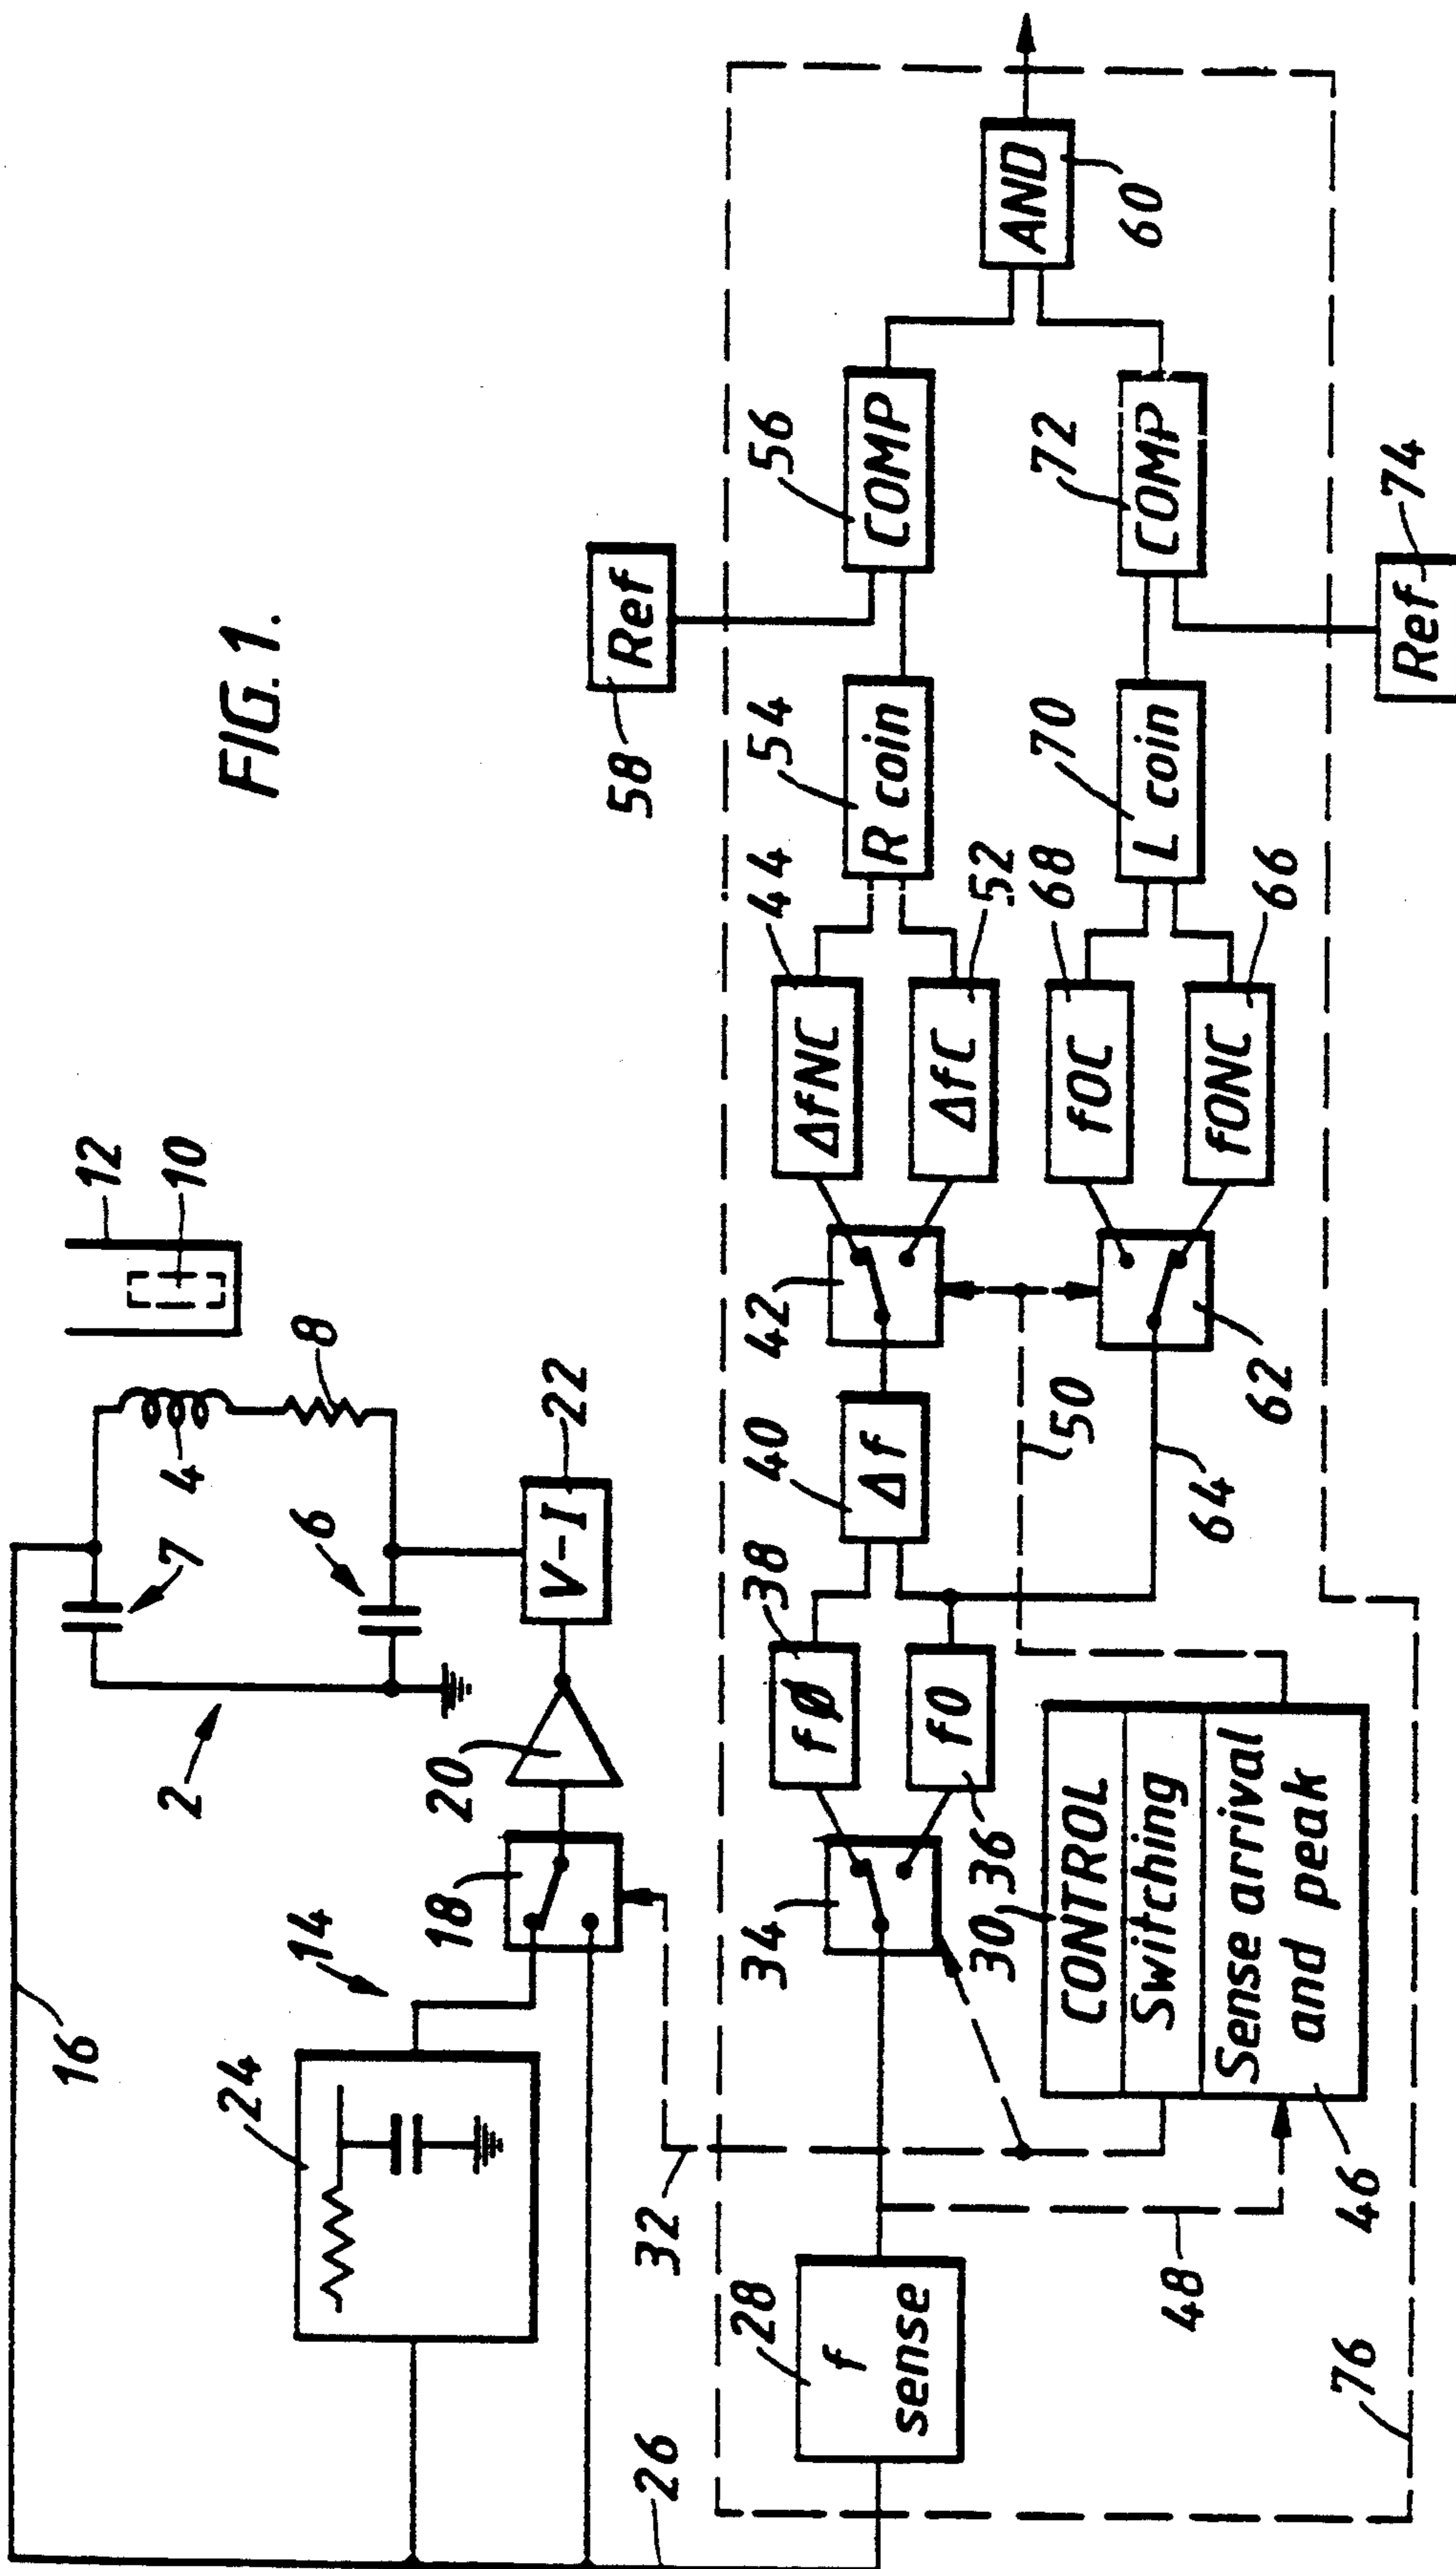 FIG. 1.
16
2
7
4
6
8
12
10
14
24
18
20
22
V-I
26
32
28
f
sense
34
38
fØ
36
f0
40
Δf
42
44
ΔfNC
52
ΔfC
54
R coin
56
COMP
58
Ref
60
AND
30
CONTROL
Switching
Sense arrival
and peak
46
48
50
62
64
68
f0C
66
f0NC
70
L coin
72
COMP
74
Ref
76